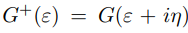 G⁺(ε) = G(ε + iη)